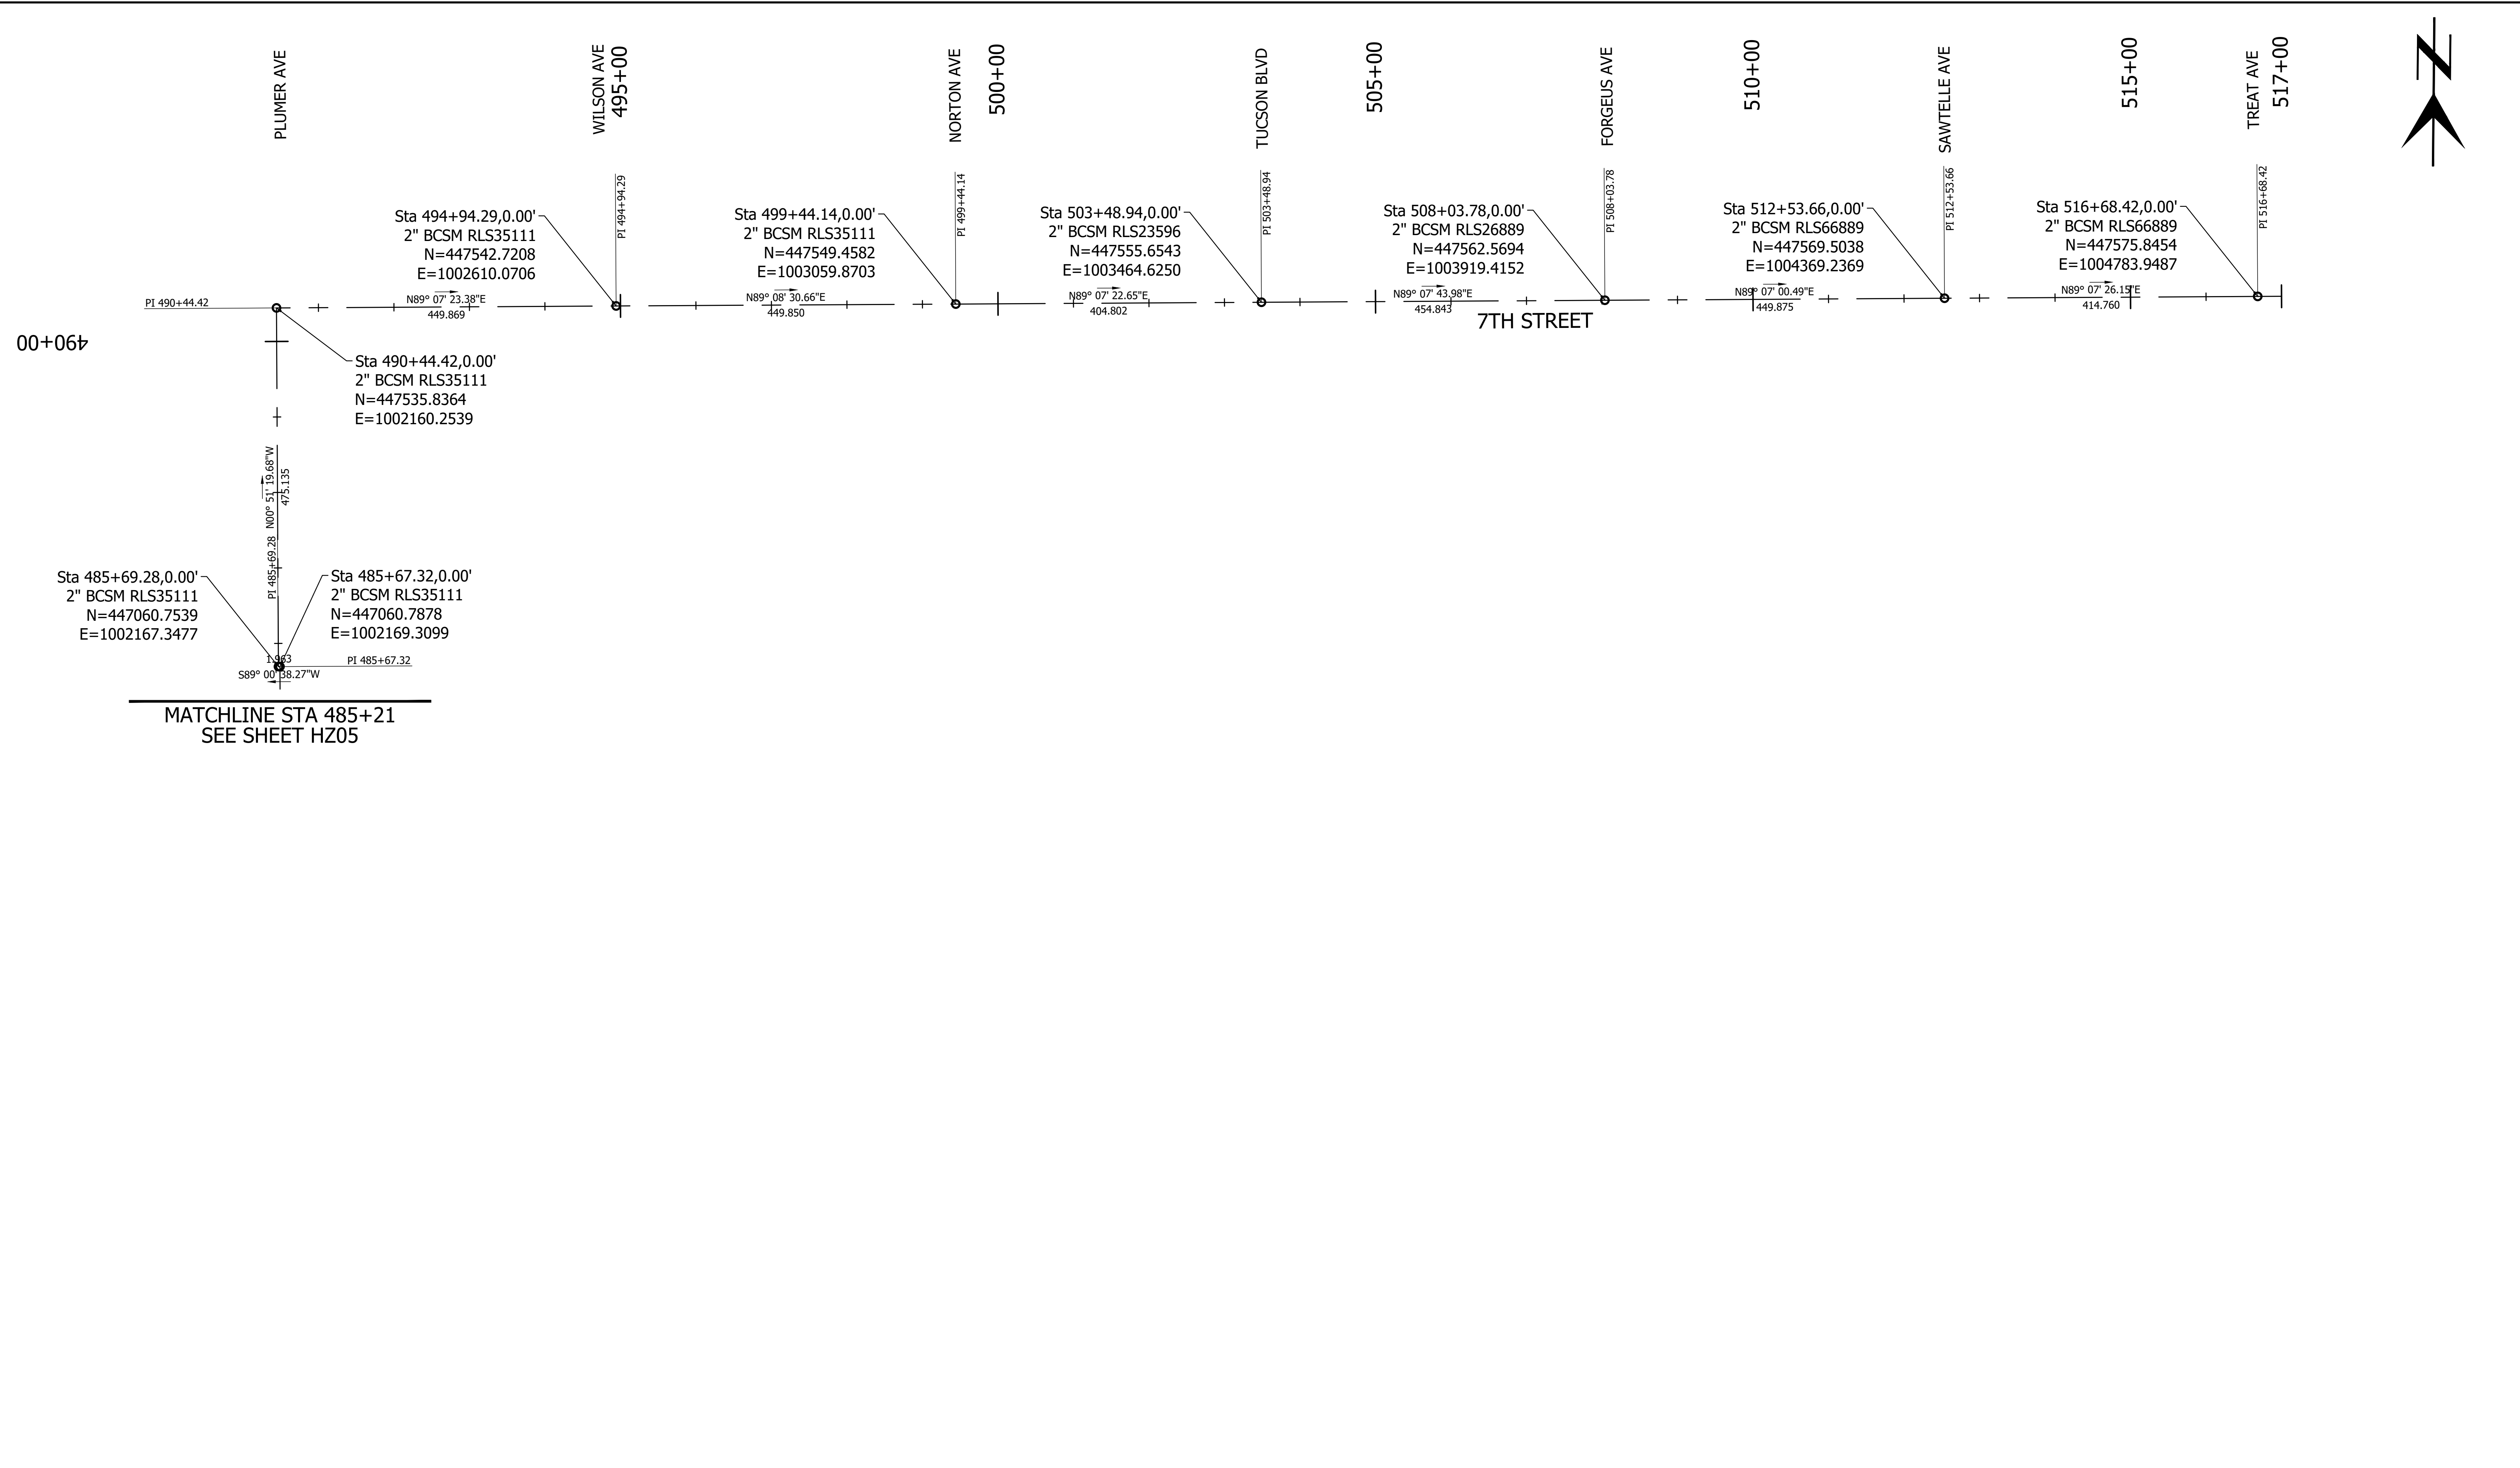 PLUMER AVE
WILSON AVE
495+00
NORTON AVE
500+00
TUCSON BLVD
505+00
FORGEUS AVE
510+00
SAWTELLE AVE
515+00
TREAT AVE
517+00
N
PI 494+94.29
PI 499+44.14
PI 503+48.94
PI 508+03.78
PI 512+53.66
PI 516+68.42
Sta 494+94.29,0.00'
2" BCSM RLS35111
N=447542.7208
E=1002610.0706
Sta 499+44.14,0.00'
2" BCSM RLS35111
N=447549.4582
E=1003059.8703
Sta 503+48.94,0.00'
2" BCSM RLS23596
N=447555.6543
E=1003464.6250
Sta 508+03.78,0.00'
2" BCSM RLS26889
N=447562.5694
E=1003919.4152
Sta 512+53.66,0.00'
2" BCSM RLS66889
N=447569.5038
E=1004369.2369
Sta 516+68.42,0.00'
2" BCSM RLS66889
N=447575.8454
E=1004783.9487
PI 490+44.42
N89° 07' 23.38"E
449.869
N89° 08' 30.66"E
449.850
N89° 07' 22.65"E
404.802
N89° 07' 43.98"E
454.843
N89° 07' 00.49"E
449.875
N89° 07' 26.15"E
414.760
7TH STREET
490+00
Sta 490+44.42,0.00'
2" BCSM RLS35111
N=447535.8364
E=1002160.2539
N00° 51' 19.68"W
475.135
PI 485+69.28
Sta 485+69.28,0.00'
2" BCSM RLS35111
N=447060.7539
E=1002167.3477
Sta 485+67.32,0.00'
2" BCSM RLS35111
N=447060.7878
E=1002169.3099
1.963
PI 485+67.32
S89° 00' 38.27"W
MATCHLINE STA 485+21
SEE SHEET HZ05